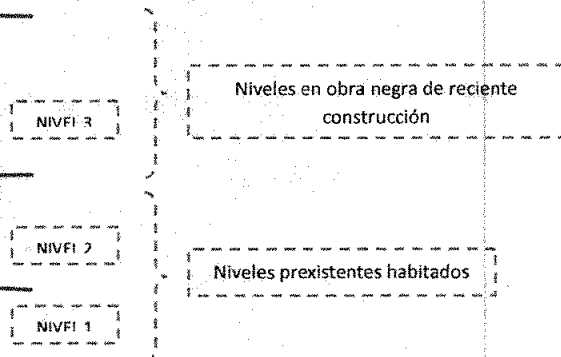 Niveles en obra negra de reciente
construcción
NIVEL 3
NIVEL 2
Niveles prexistentes habitados
NIVEL 1